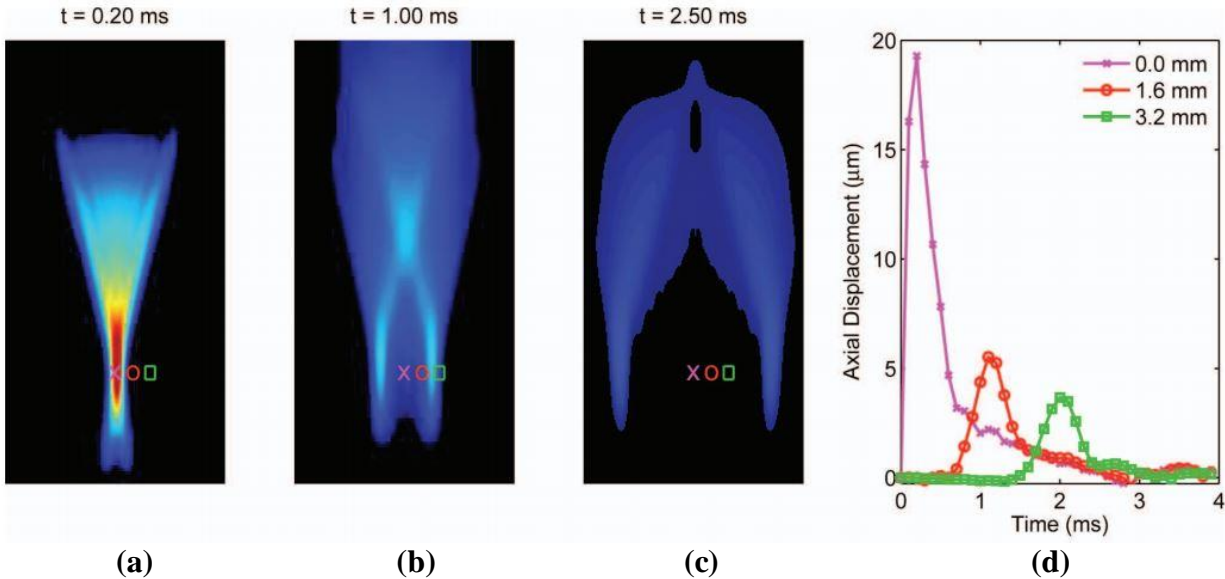 t = 0.20 ms
t = 1.00 ms
t = 2.50 ms
X O □
X O □
X O □
20
15
10
5
0
Axial Displacement (µm)
0.0 mm
1.6 mm
3.2 mm
0 1 2 3 4
Time (ms)
(a) (b) (c) (d)